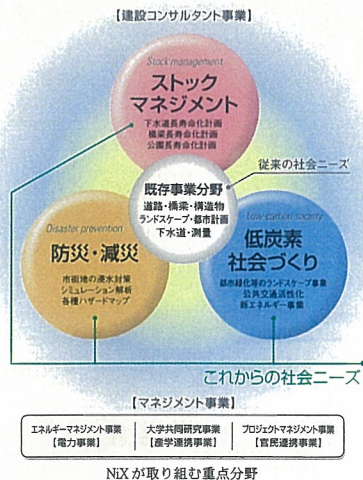 【建設コンサルタント事業】
Stock management
ストック
マネジメント
下水道長寿命化計画
橋梁長寿命化計画
公園長寿命化計画
従来の社会ニーズ
既存事業分野
道路・橋梁・構造物
ランドスケープ・都市計画
下水道・測量
Disaster prevention
防災・減災
市街地の浸水対策
シミュレーション解析
各種ハザードマップ
Low-carbon society
低炭素
社会づくり
都市緑化等のランドスケープ事業
公共交通活性化
新エネルギー事業
これからの社会ニーズ
【マネジメント事業】
エネルギーマネジメント事業
【電力事業】
大学共同研究事業
【産学連携事業】
プロジェクトマネジメント事業
【官民連携事業】
NiXが取り組む重点分野